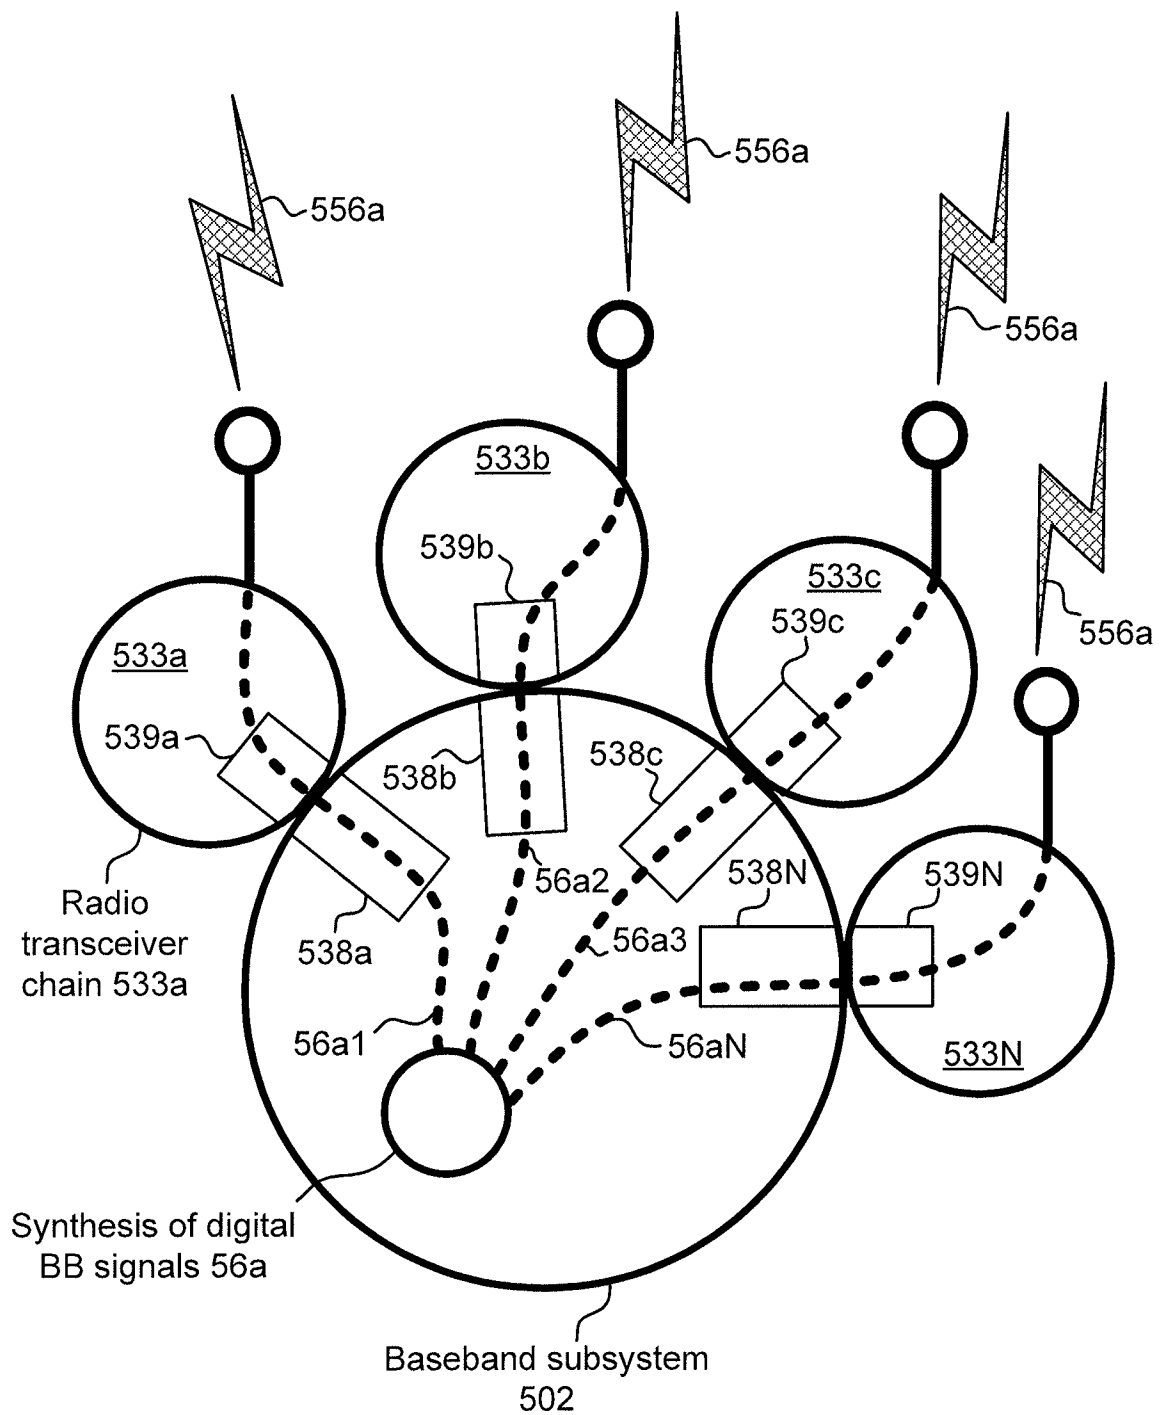 556a
556a
556a
556a
533b
539b
533c
539c
533a
539a
538b
538c
56a2
538N
539N
Radio
transceiver
chain 533a
538a
56a3
56a1
56aN
533N
Synthesis of digital
BB signals 56a
Baseband subsystem
502